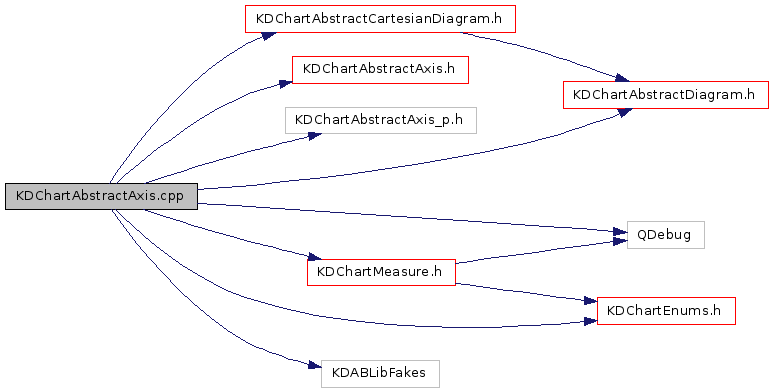 KDChartAbstractCartesianDiagram.h
KDChartAbstractAxis.h
KDChartAbstractDiagram.h
KDChartAbstractAxis_p.h
KDChartAbstractAxis.cpp
QDebug
KDChartMeasure.h
KDChartEnums.h
KDABLibFakes